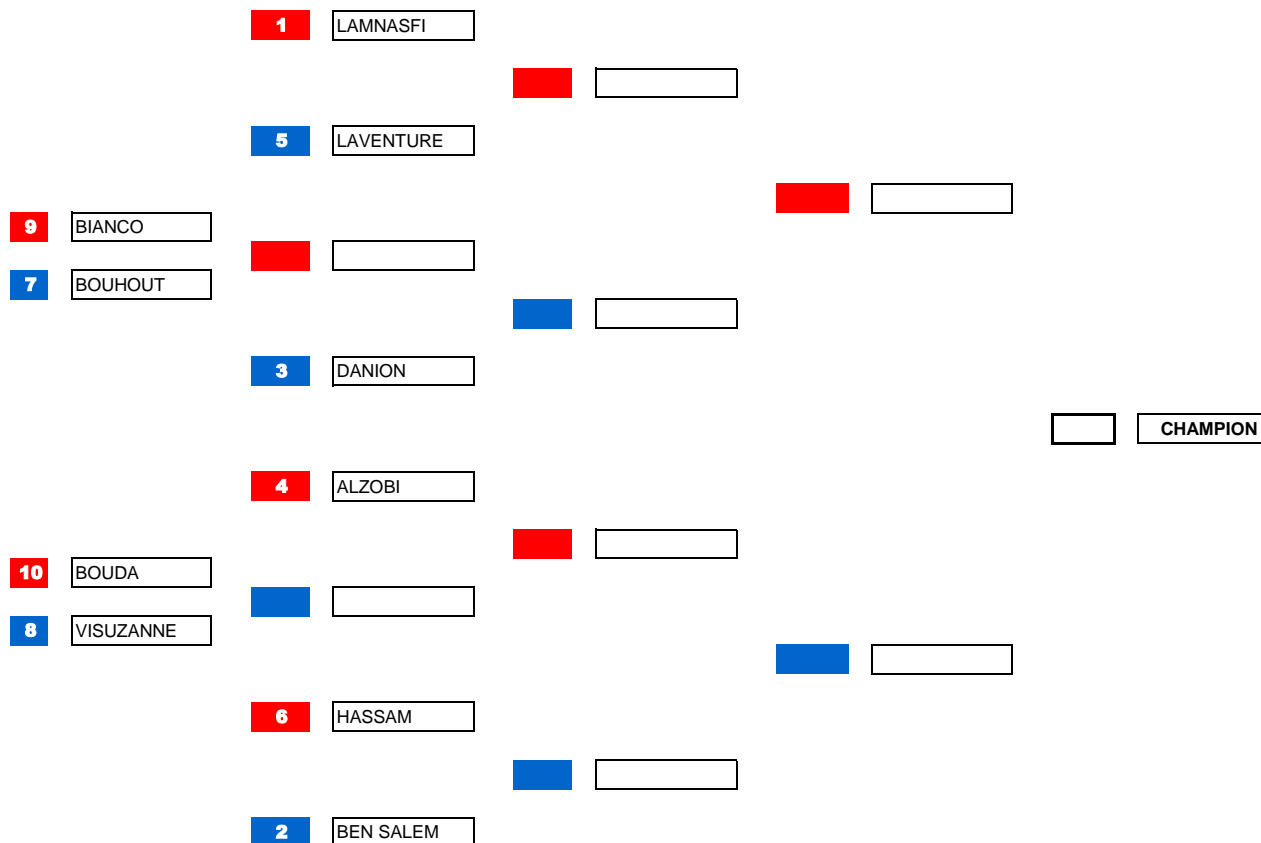 1 LAMNASFI
5 LAVENTURE
9 BIANCO
7 BOUHOUT
3 DANION
CHAMPION
4 ALZOBI
10 BOUDA
8 VISUZANNE
6 HASSAM
2 BEN SALEM